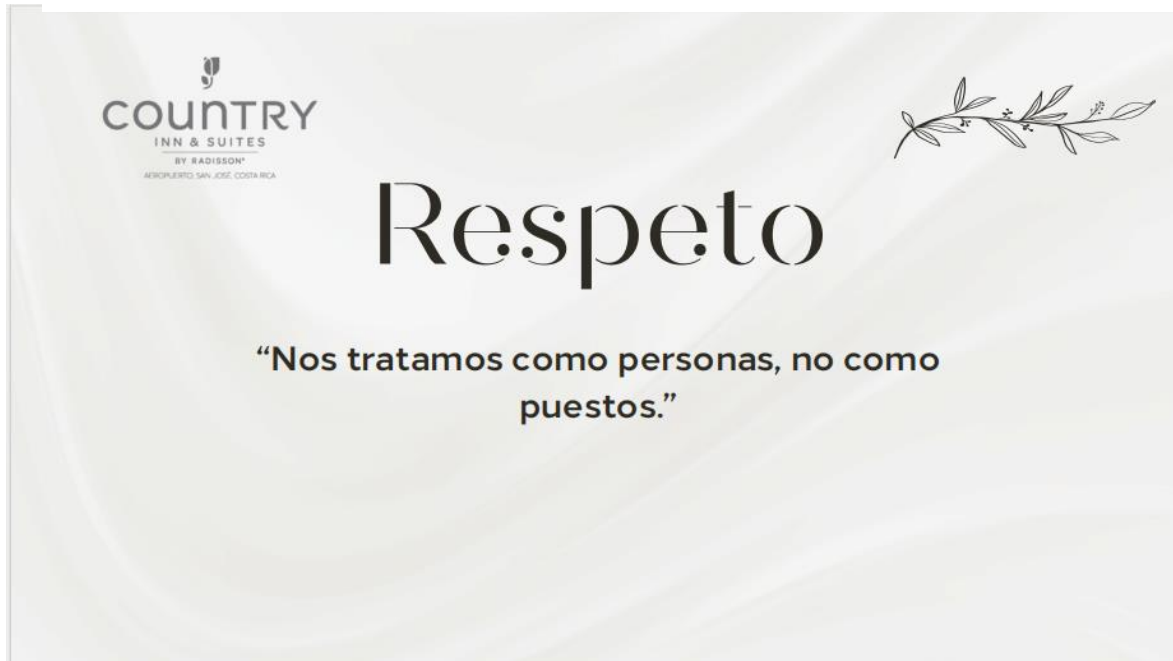 COUNTRY
INN & SUITES
BY RADISSON®
AEROPUERTO, SAN JOSÉ, COSTA RICA
Respeto
“Nos tratamos como personas, no como
puestos.”